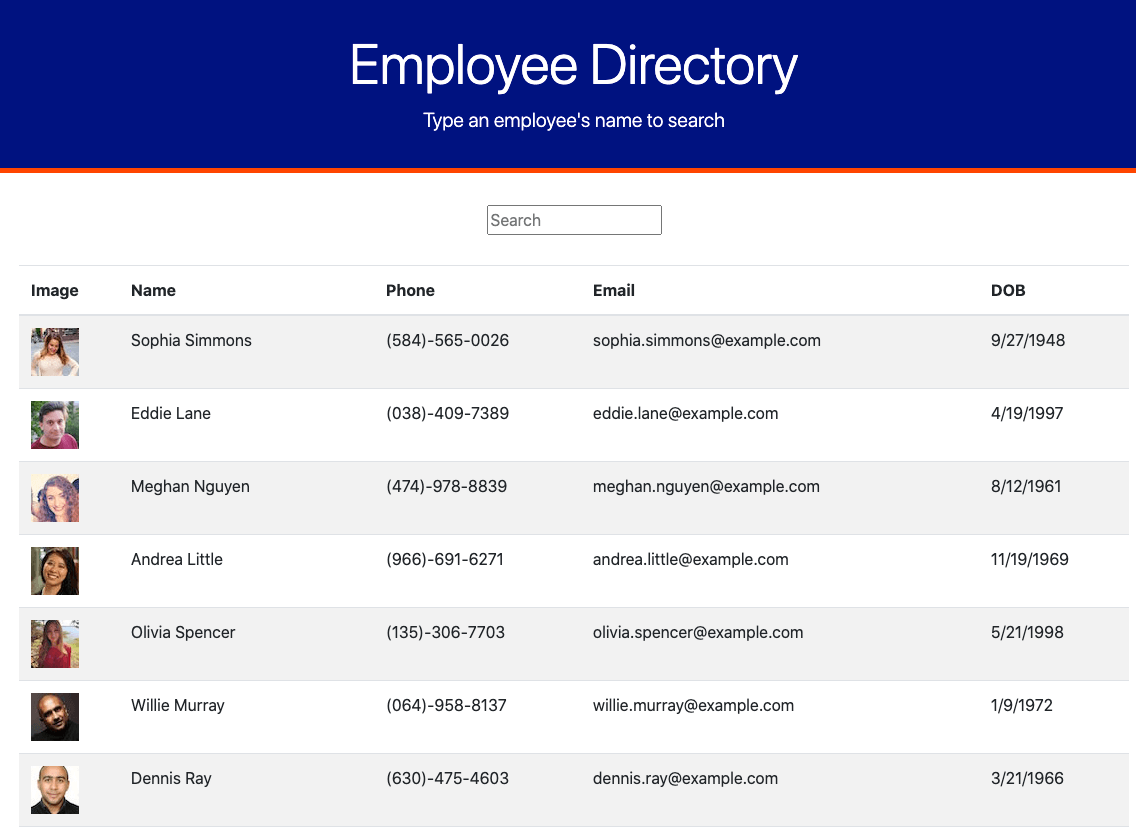 Employee Directory
Type an employee's name to search
Search
Image Name Phone Email DOB
Sophia Simmons (584)-565-0026 sophia.simmons@example.com 9/27/1948
Eddie Lane (038)-409-7389 eddie.lane@example.com 4/19/1997
Meghan Nguyen (474)-978-8839 meghan.nguyen@example.com 8/12/1961
Andrea Little (966)-691-6271 andrea.little@example.com 11/19/1969
Olivia Spencer (135)-306-7703 olivia.spencer@example.com 5/21/1998
Willie Murray (064)-958-8137 willie.murray@example.com 1/9/1972
Dennis Ray (630)-475-4603 dennis.ray@example.com 3/21/1966